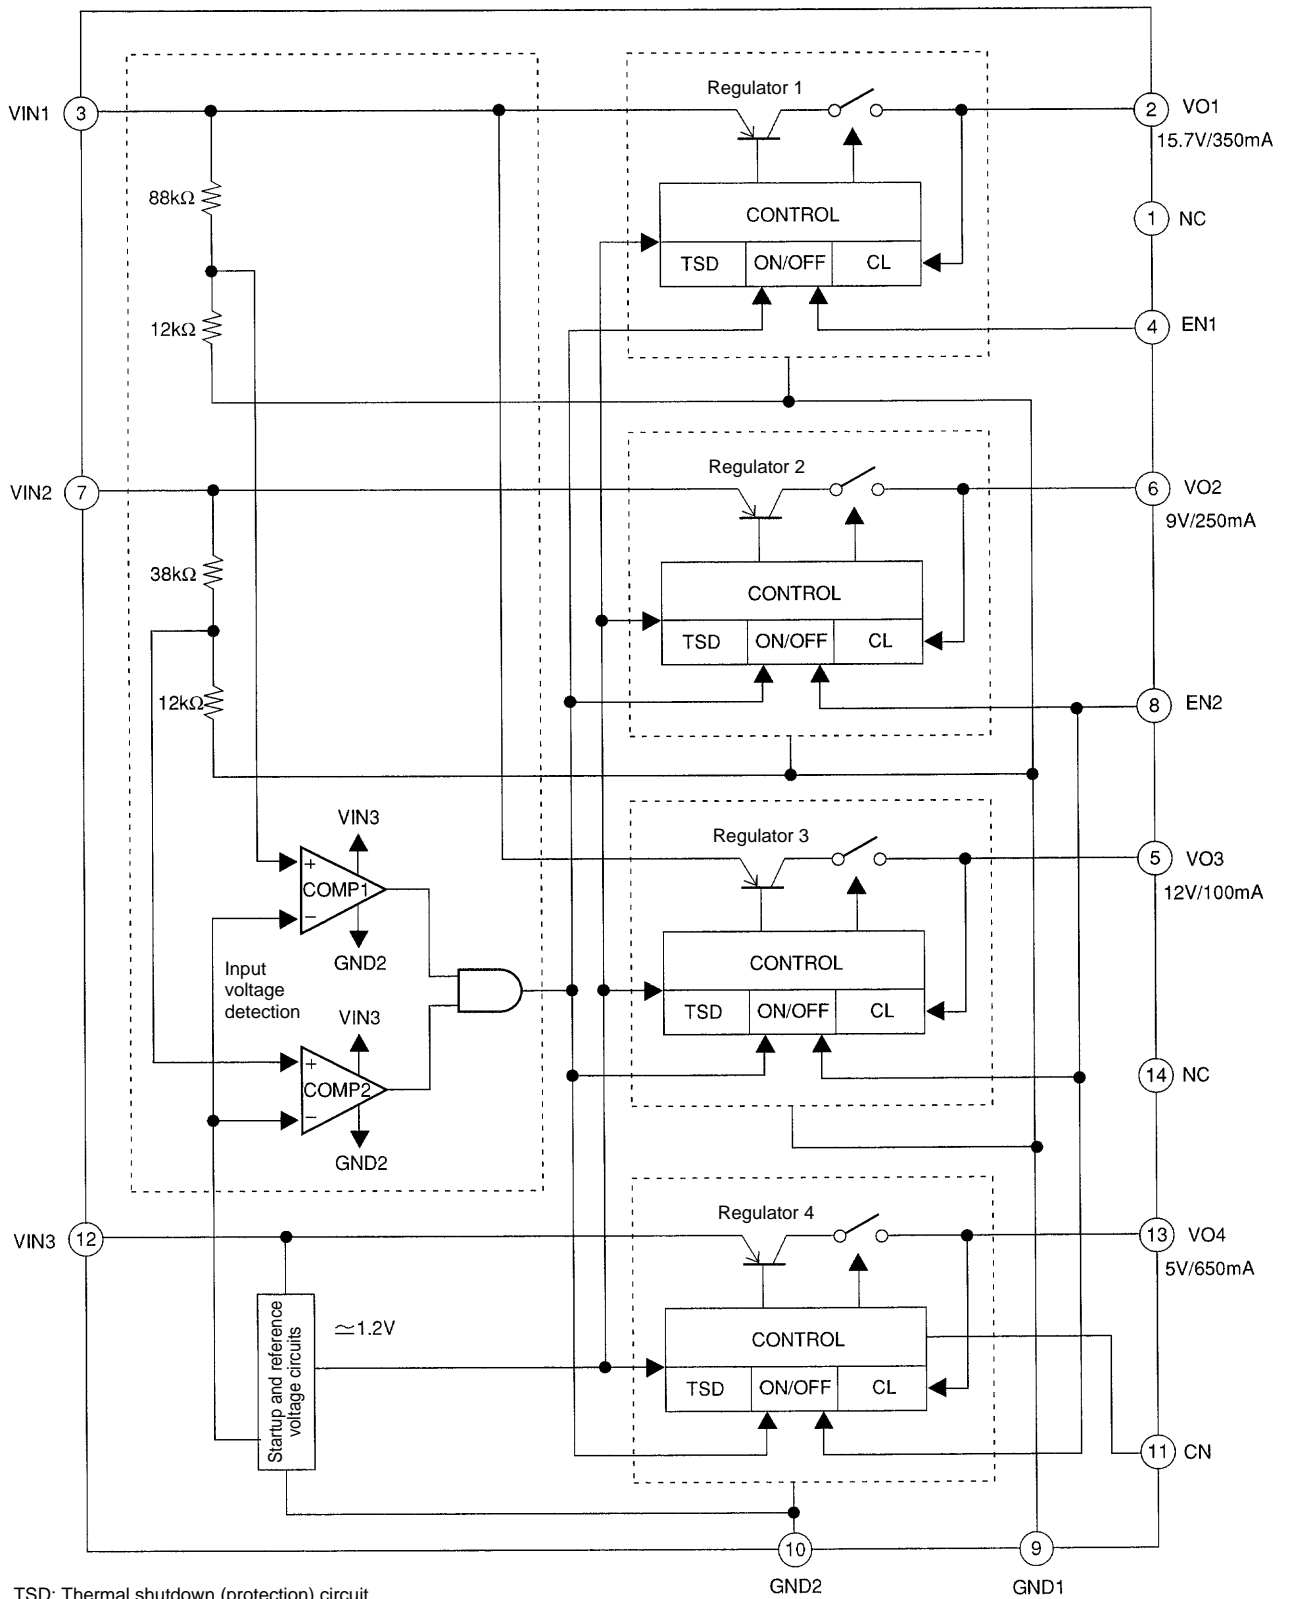 Regulator 1
VIN1
3
2
VO1
15.7V/350mA
88kΩ
CONTROL
1
NC
TSD
ON/OFF
CL
12kΩ
4
EN1
Regulator 2
VIN2
7
6
VO2
9V/250mA
38kΩ
CONTROL
TSD
ON/OFF
CL
12kΩ
8
EN2
VIN3
Regulator 3
+
COMP1
−
5
VO3
12V/100mA
GND2
CONTROL
Input
voltage
detection
TSD
ON/OFF
CL
VIN3
+
COMP2
−
14
NC
GND2
Regulator 4
VIN3
12
13
VO4
5V/650mA
≃1.2V
Startup and reference
voltage circuits
CONTROL
TSD
ON/OFF
CL
11
CN
10
9
GND2
GND1
TSD: Thermal shutdown (protection) circuit